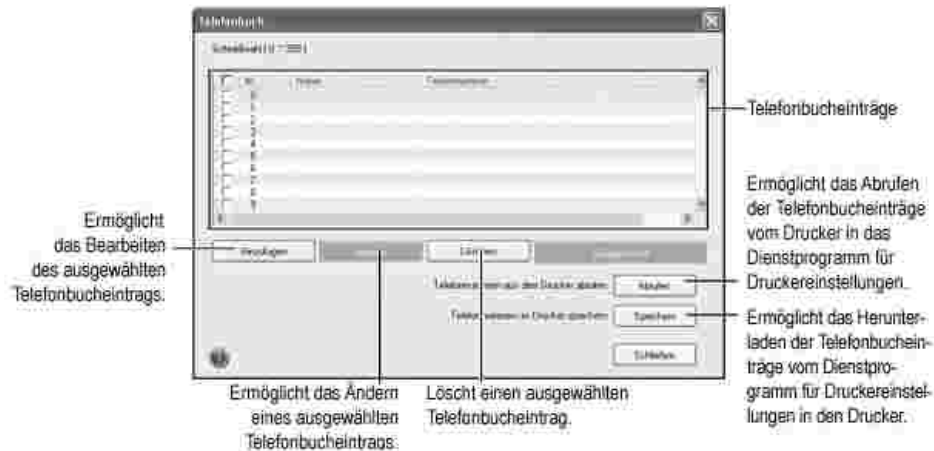 Telefonbuch
Telefonbucheinträge
Ermöglicht das Abrufen
der Telefonbucheinträge
vom Drucker in das
Dienstprogramm für
Druckereinstellungen.
Ermöglicht
das Bearbeiten
des ausgewählten
Telefonbucheintrags.
Hinzufügen
Löschen
Abrufen
Speichern
Schließen
Ermöglicht das Herunter-
laden der Telefonbuchein-
träge vom Dienstpro-
gramm für Druckereinstel-
lungen in den Drucker.
Ermöglicht das Ändern
eines ausgewählten
Telefonbucheintrags.
Löscht einen ausgewählten
Telefonbucheintrag.